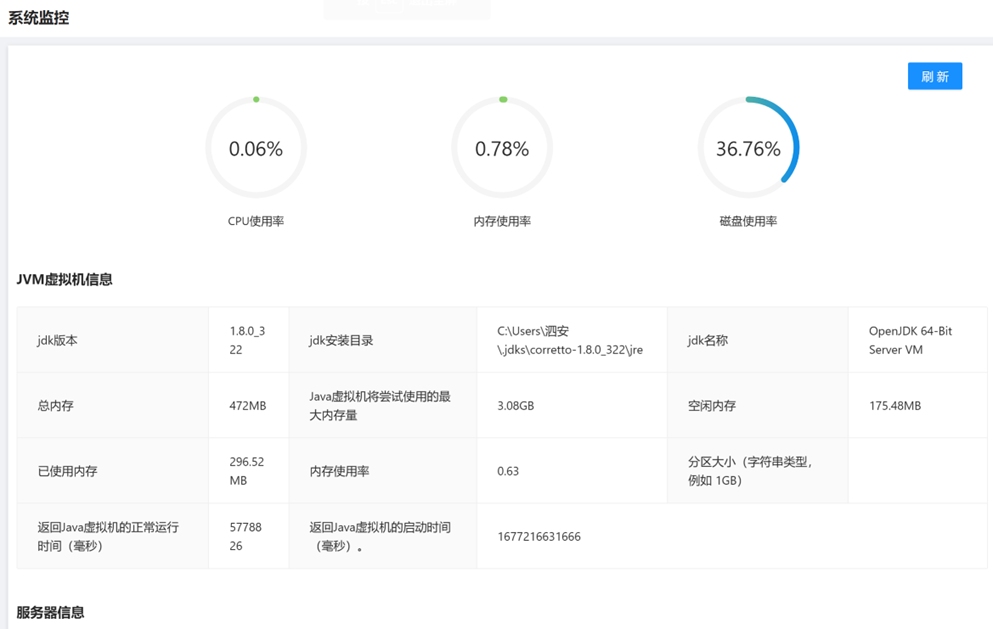 系统监控
刷 新
0.06%
0.78%
36.76%
CPU使用率
内存使用率
磁盘使用率
JVM虚拟机信息
jdk版本
1.8.0_3
22
jdk安装目录
C:\Users\泗安
\.jdks\corretto-1.8.0_322\jre
jdk名称
OpenJDK 64-Bit
Server VM
总内存
472MB
Java虚拟机将尝试使用的最
大内存量
3.08GB
空闲内存
175.48MB
已使用内存
296.52
MB
内存使用率
0.63
分区大小（字符串类型，
例如 1GB）
返回Java虚拟机的正常运行
时间（毫秒）
57788
26
返回Java虚拟机的启动时间
（毫秒）。
1677216631666
服务器信息